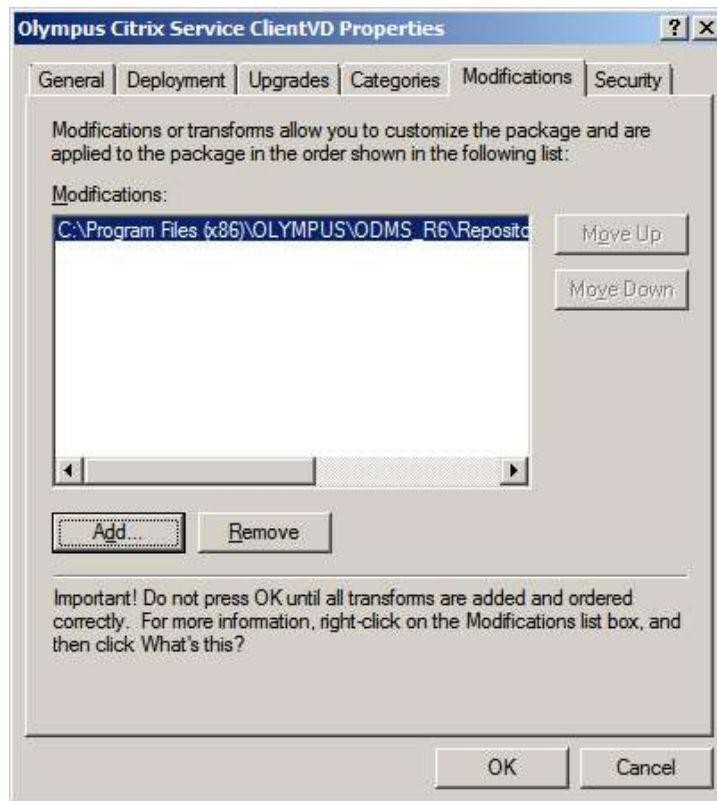 Olympus Citrix Service ClientVD Properties
General Deployment Upgrades Categories Modifications Security
Modifications or transforms allow you to customize the package and are
applied to the package in the order shown in the following list:
Modifications:
C:\Program Files (x86)\OLYMPUS\ODMS_R6\Reposito
Move Up
Move Down
Add... Remove
Important! Do not press OK until all transforms are added and ordered
correctly. For more information, right-click on the Modifications list box, and
then click What's this?
OK Cancel